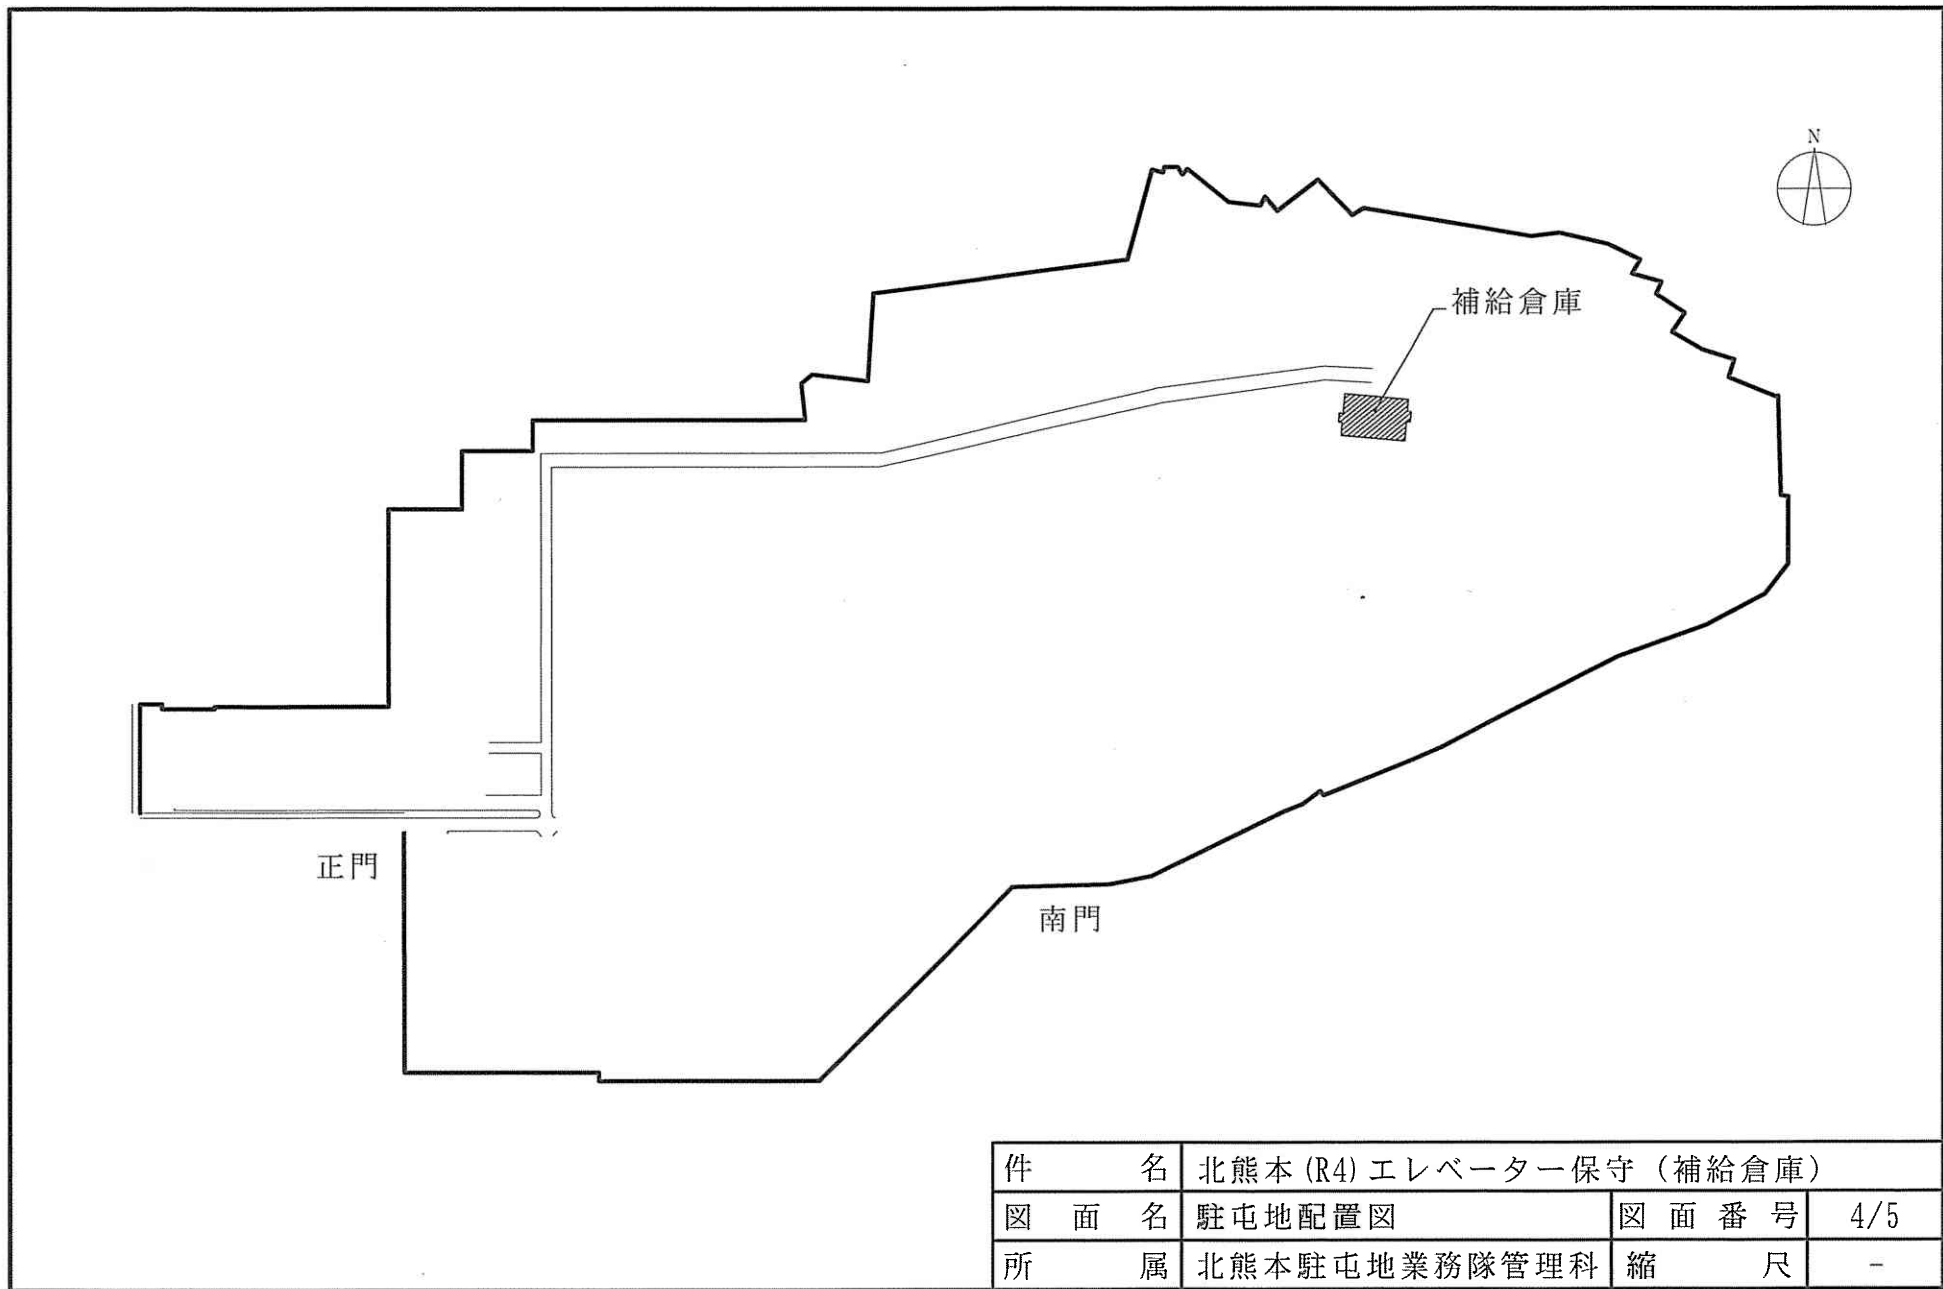 N
補給倉庫
正門
南門
件名 北熊本(R4)エレベーター保守（補給倉庫）
図面名 駐屯地配置図 図面番号 4/5
所属 北熊本駐屯地業務隊管理科 縮尺 -